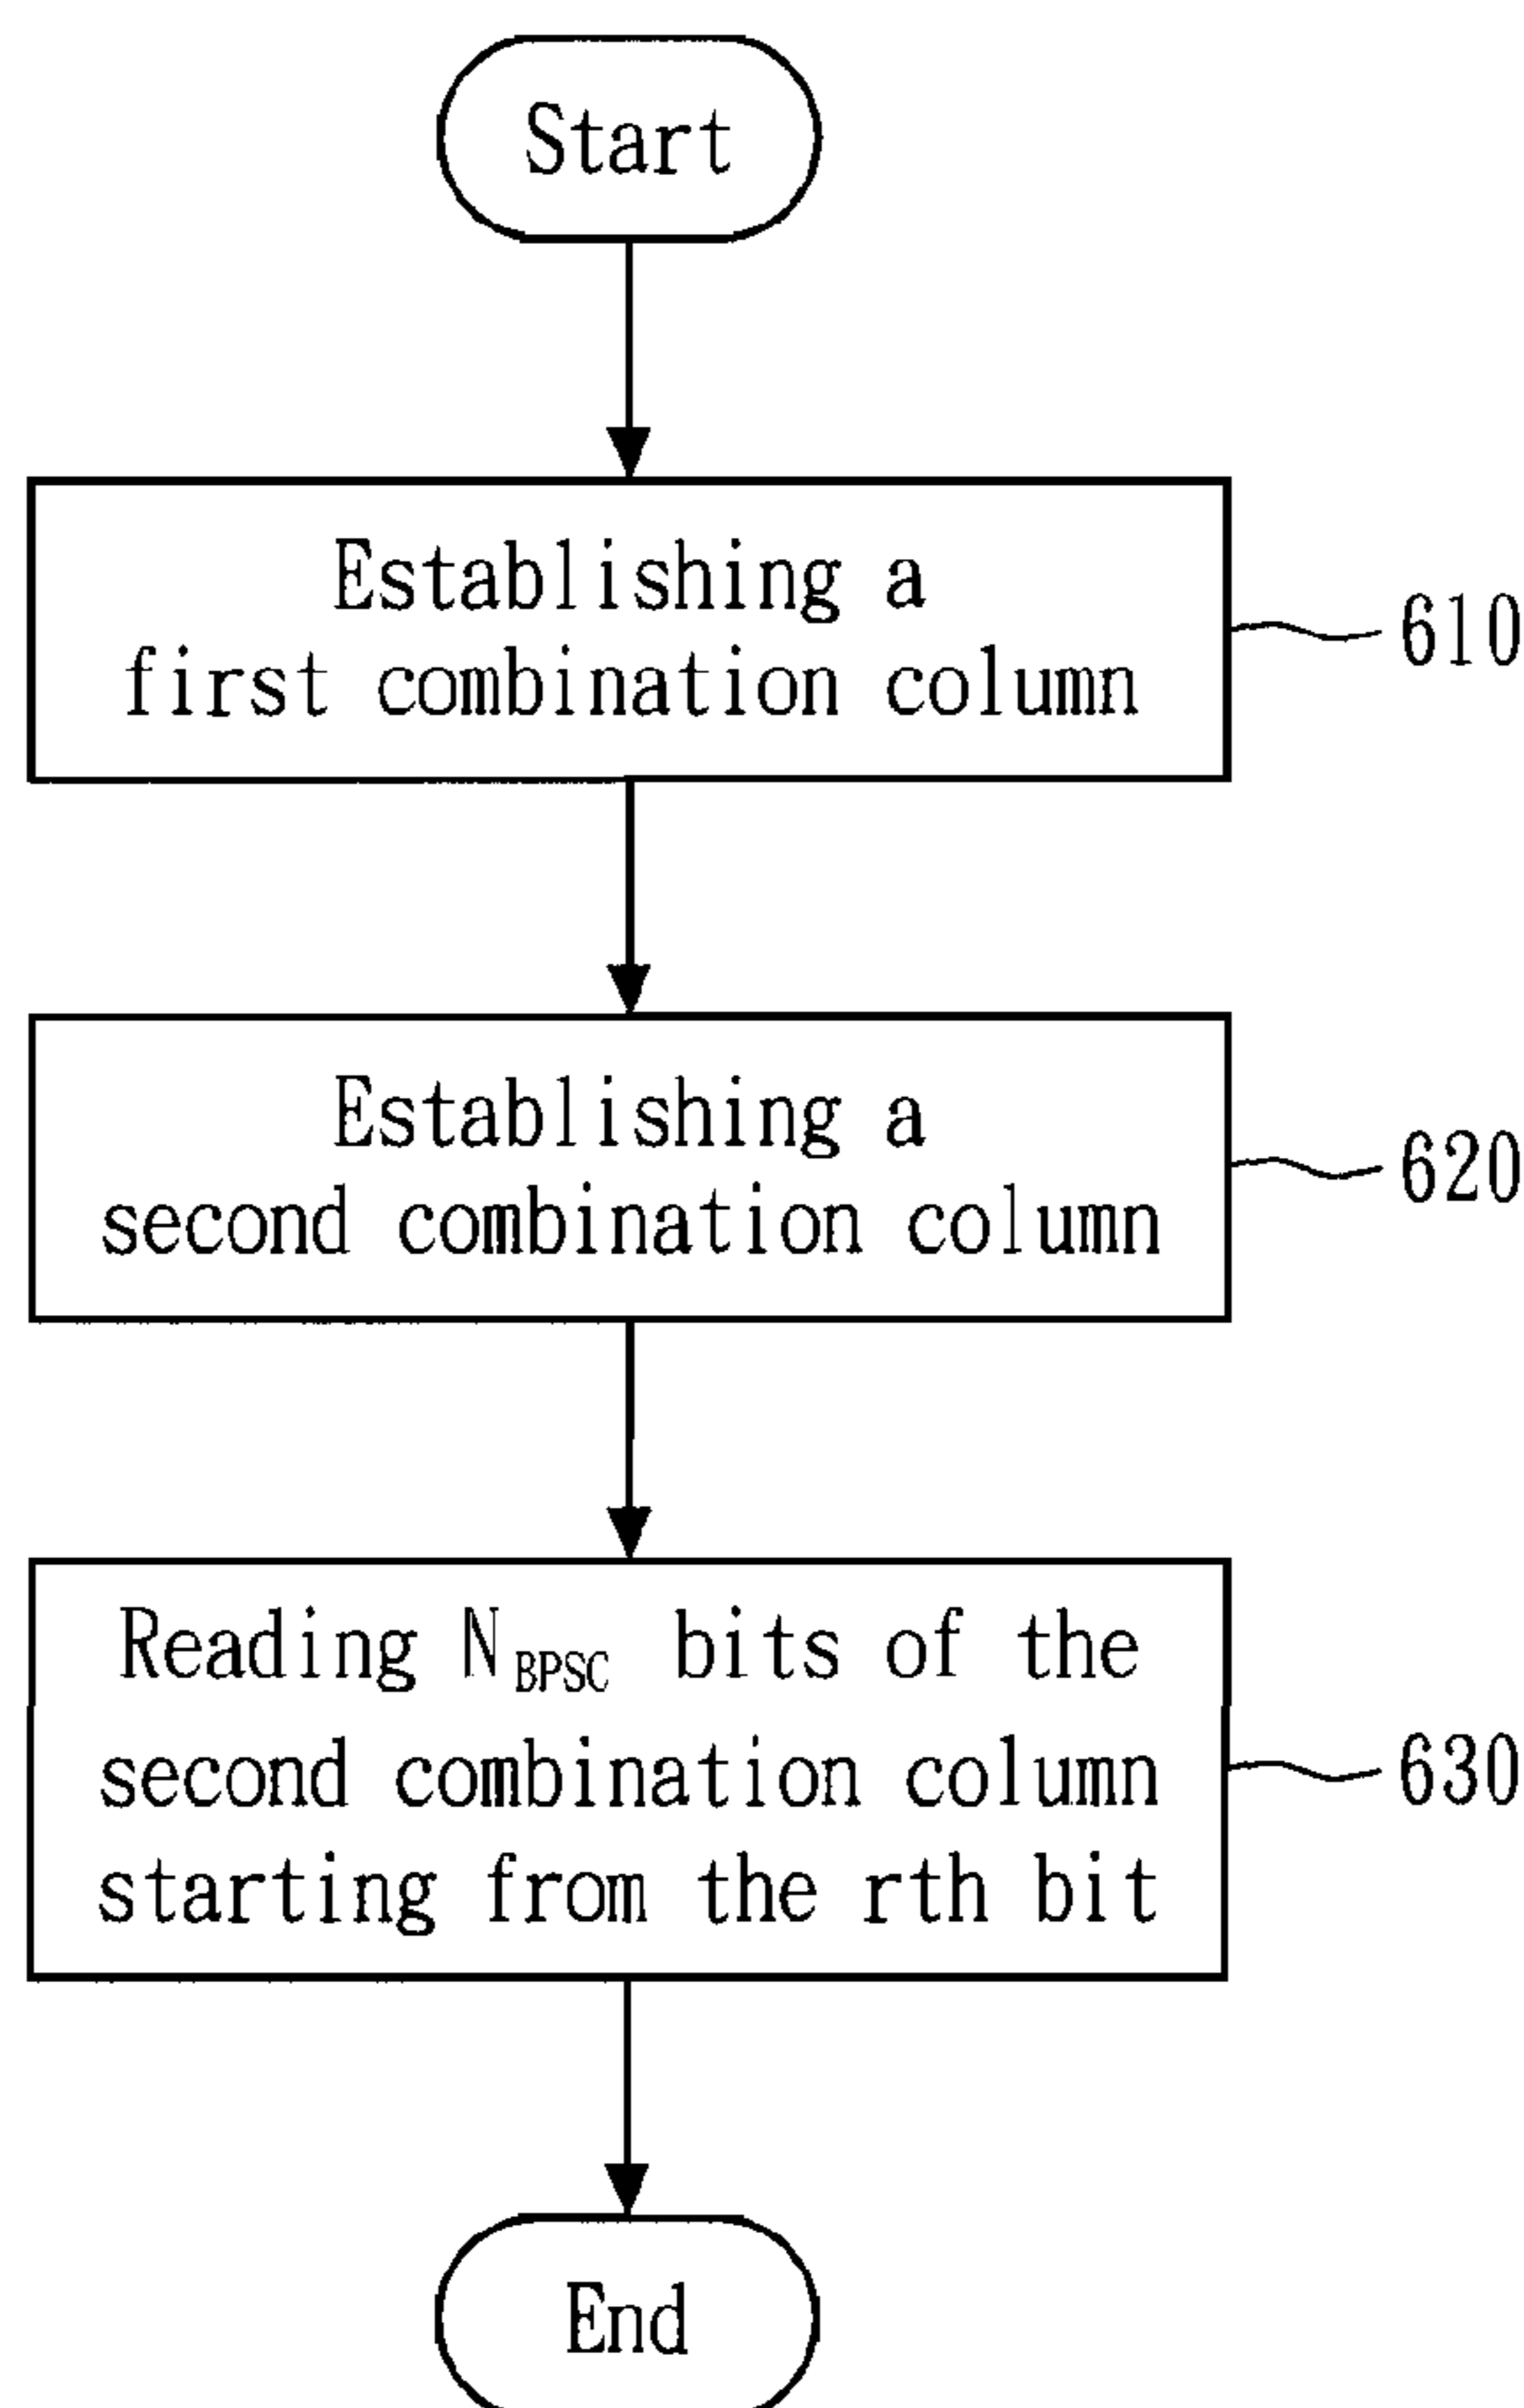 Start
Establishing a
first combination column
610
Establishing a
second combination column
620
Reading N_BPSC bits of the
second combination column
starting from the rth bit
630
End